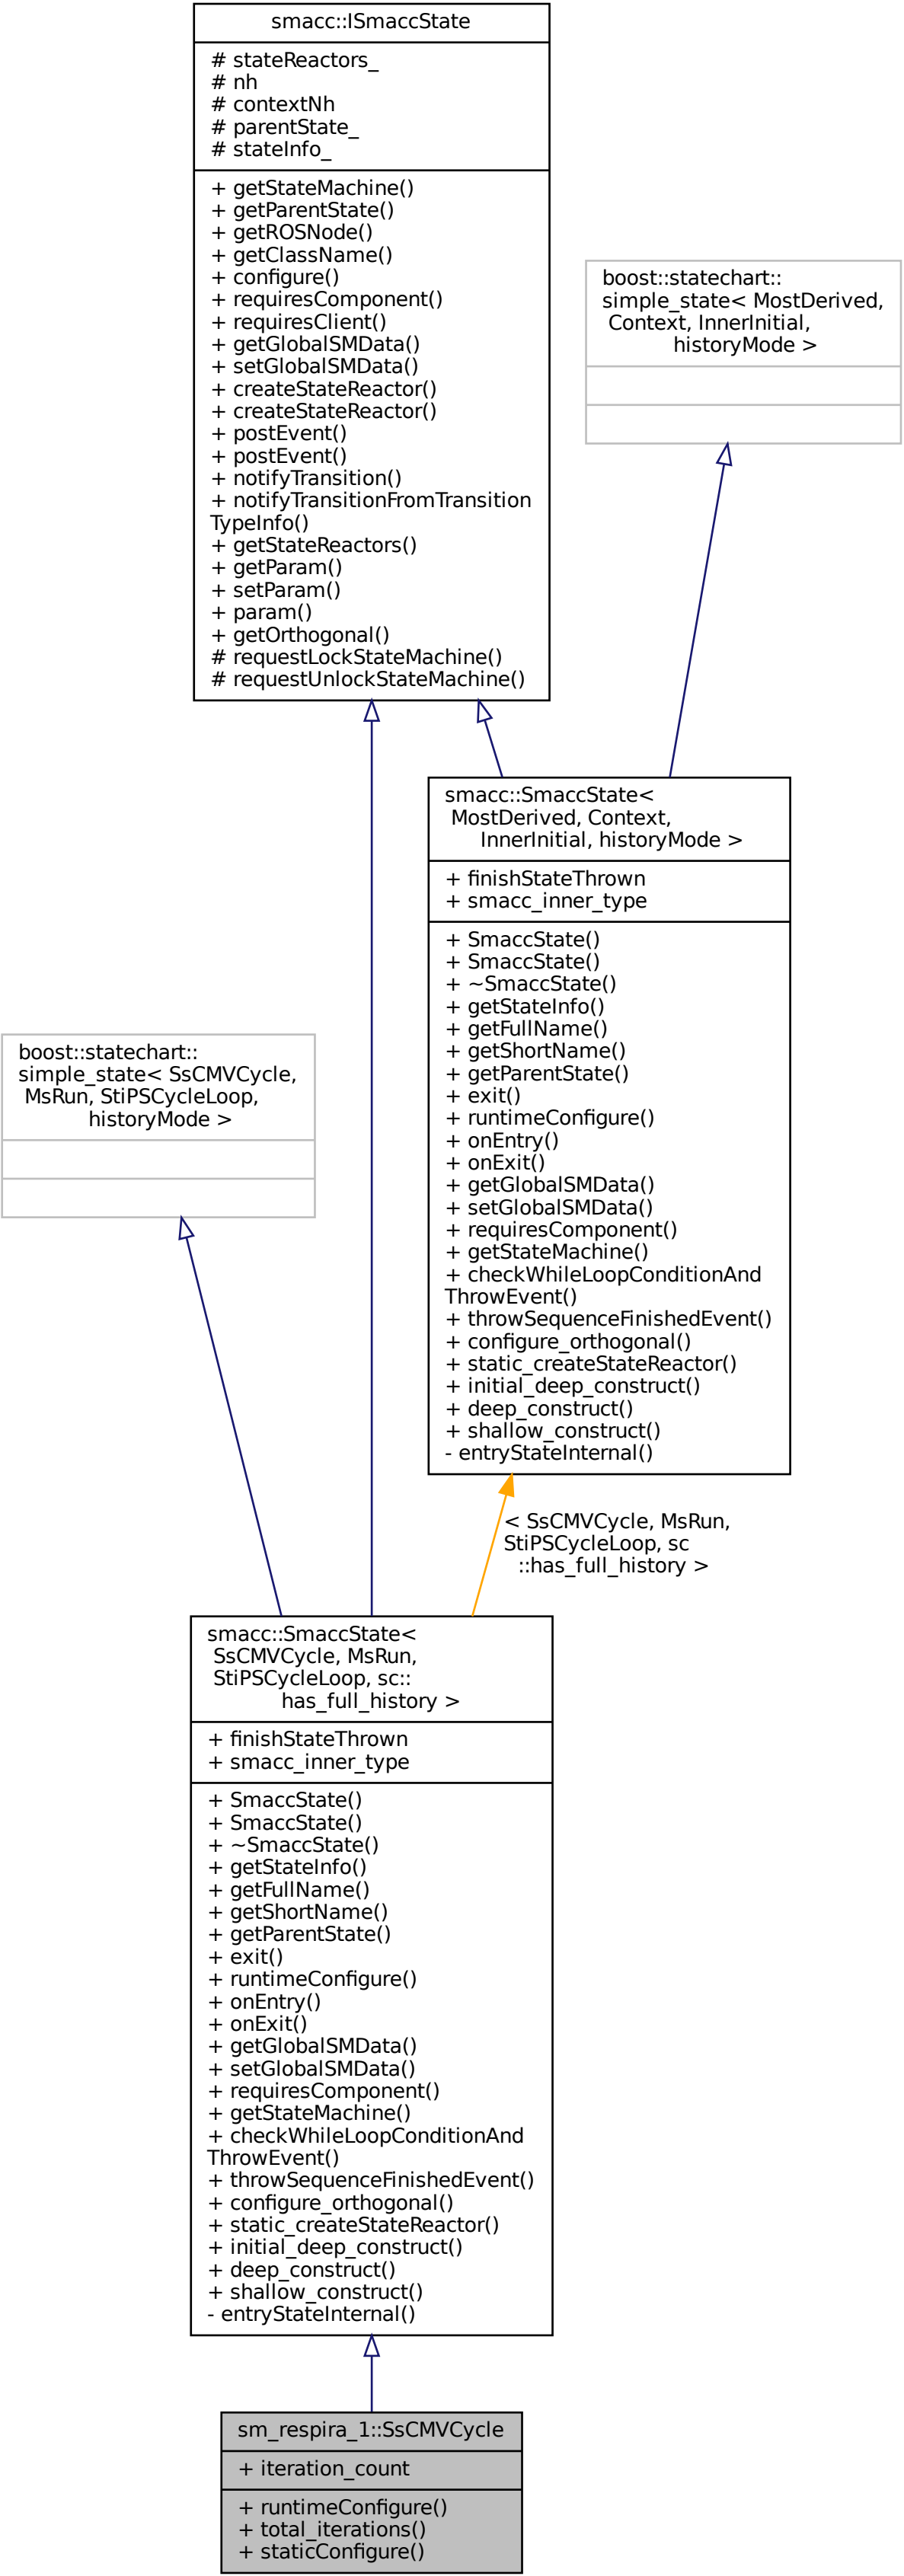 smacc::ISmaccState
# stateReactors_
# nh
# contextNh
# parentState_
# stateInfo_
+ getStateMachine()
+ getParentState()
+ getROSNode()
+ getClassName()
+ configure()
+ requiresComponent()
+ requiresClient()
+ getGlobalSMData()
+ setGlobalSMData()
+ createStateReactor()
+ createStateReactor()
+ postEvent()
+ postEvent()
+ notifyTransition()
+ notifyTransitionFromTransition
TypeInfo()
+ getStateReactors()
+ getParam()
+ setParam()
+ param()
+ getOrthogonal()
# requestLockStateMachine()
# requestUnlockStateMachine()
boost::statechart::
simple_state< MostDerived,
Context, InnerInitial,
historyMode >
smacc::SmaccState<
MostDerived, Context,
InnerInitial, historyMode >
+ finishStateThrown
+ smacc_inner_type
+ SmaccState()
+ SmaccState()
+ ~SmaccState()
+ getStateInfo()
+ getFullName()
+ getShortName()
+ getParentState()
+ exit()
+ runtimeConfigure()
+ onEntry()
+ onExit()
+ getGlobalSMData()
+ setGlobalSMData()
+ requiresComponent()
+ getStateMachine()
+ checkWhileLoopConditionAnd
ThrowEvent()
+ throwSequenceFinishedEvent()
+ configure_orthogonal()
+ static_createStateReactor()
+ initial_deep_construct()
+ deep_construct()
+ shallow_construct()
- entryStateInternal()
boost::statechart::
simple_state< SsCMVCycle,
MsRun, StiPSCycleLoop,
historyMode >
< SsCMVCycle, MsRun,
StiPSCycleLoop, sc
::has_full_history >
smacc::SmaccState<
SsCMVCycle, MsRun,
StiPSCycleLoop, sc::
has_full_history >
+ finishStateThrown
+ smacc_inner_type
+ SmaccState()
+ SmaccState()
+ ~SmaccState()
+ getStateInfo()
+ getFullName()
+ getShortName()
+ getParentState()
+ exit()
+ runtimeConfigure()
+ onEntry()
+ onExit()
+ getGlobalSMData()
+ setGlobalSMData()
+ requiresComponent()
+ getStateMachine()
+ checkWhileLoopConditionAnd
ThrowEvent()
+ throwSequenceFinishedEvent()
+ configure_orthogonal()
+ static_createStateReactor()
+ initial_deep_construct()
+ deep_construct()
+ shallow_construct()
- entryStateInternal()
sm_respira_1::SsCMVCycle
+ iteration_count
+ runtimeConfigure()
+ total_iterations()
+ staticConfigure()